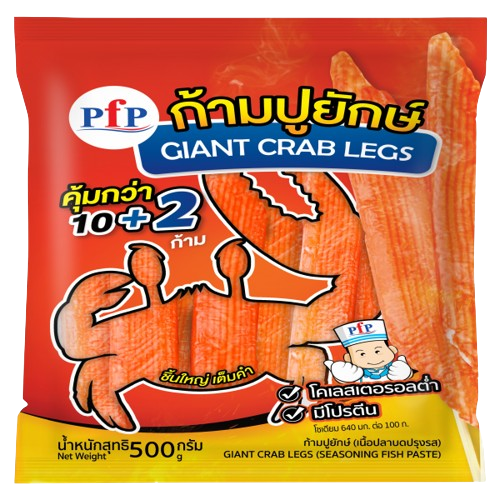 PfP
ก้ามปูยักษ์
GIANT CRAB LEGS
คุ้มกว่า
10+2
ก้าม
ชิ้นใหญ่ เต็มคำ
PfP
โคเลสเตอรอลต่ำ
มีโปรตีน
โซเดียม 640 มก. ต่อ 100 ก.
น้ำหนักสุทธิ 500 กรัม
Net Weight g
ก้ามปูยักษ์ (เนื้อปลาบดปรุงรส)
GIANT CRAB LEGS (SEASONING FISH PASTE)